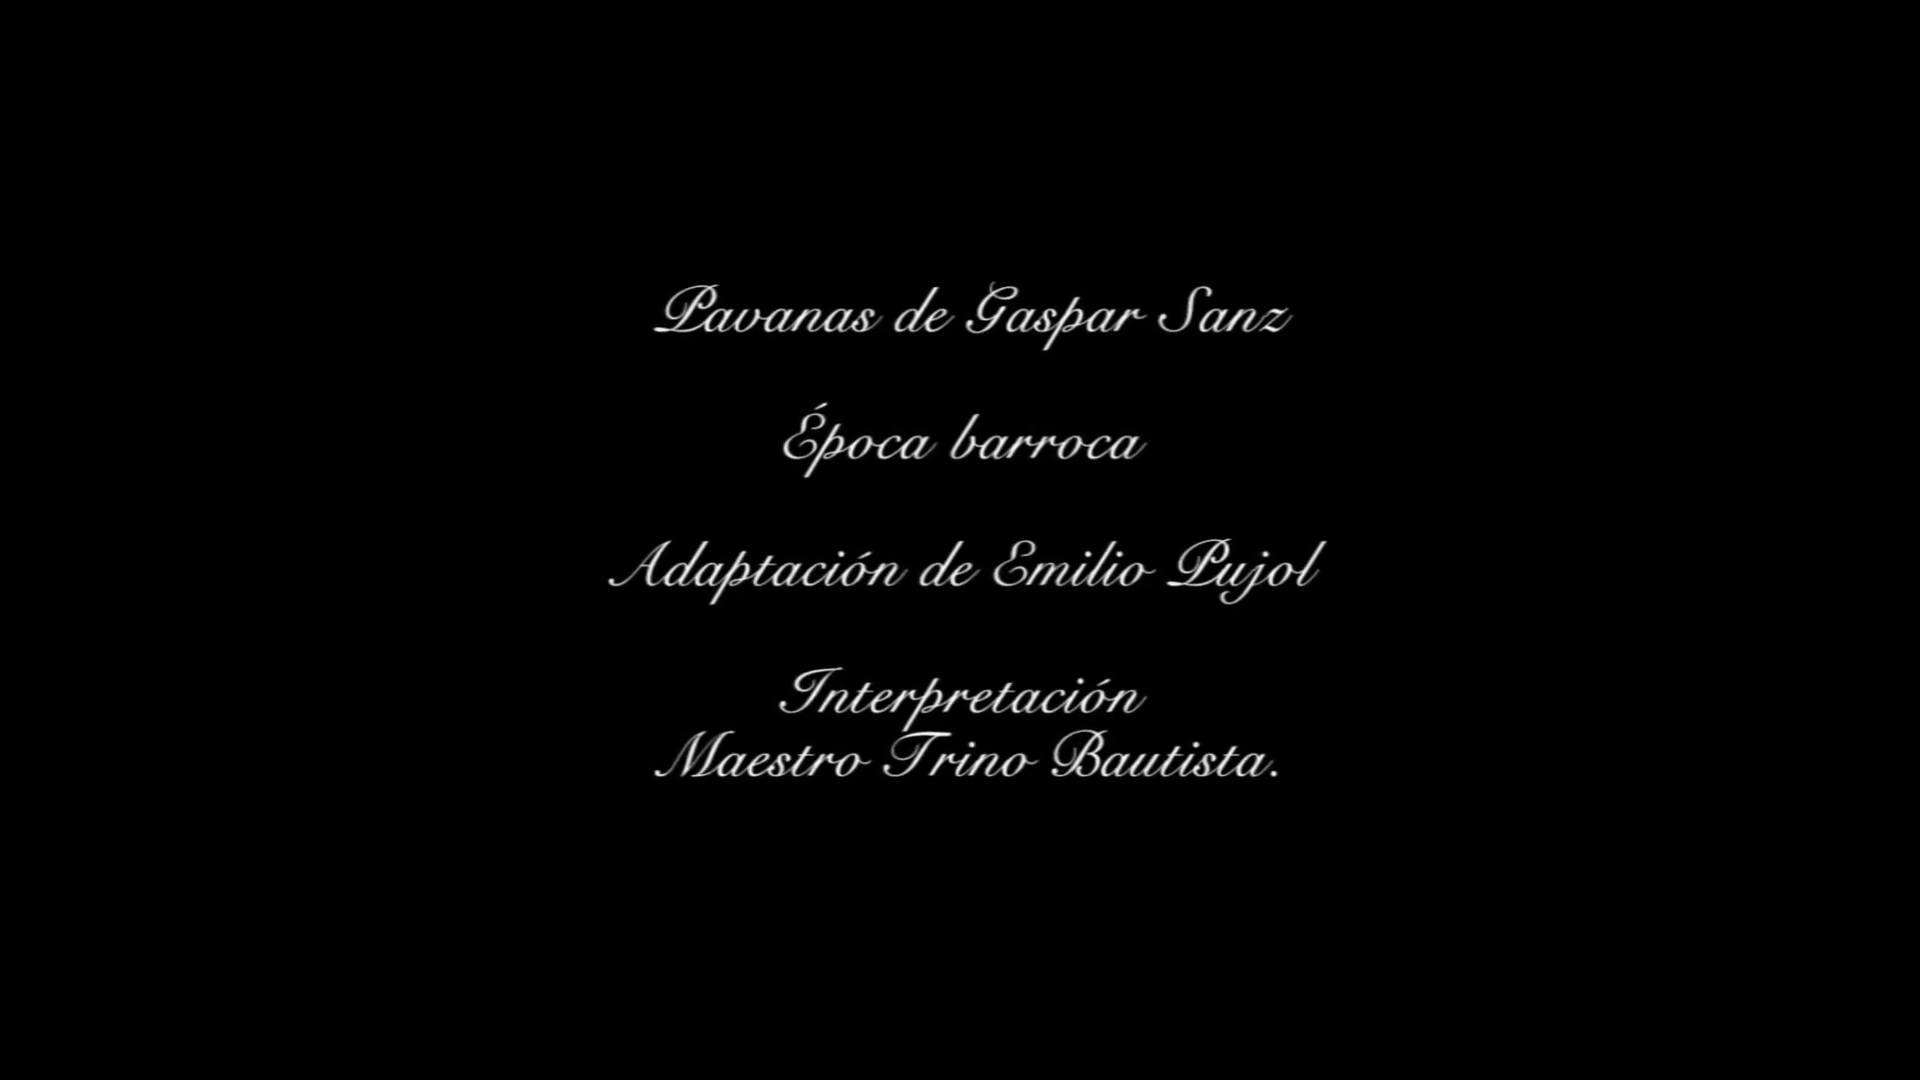 Pavanas de Gaspar Sanz
Época barroca
Adaptación de Emilio Pujol
Interpretación
Maestro Trino Bautista.